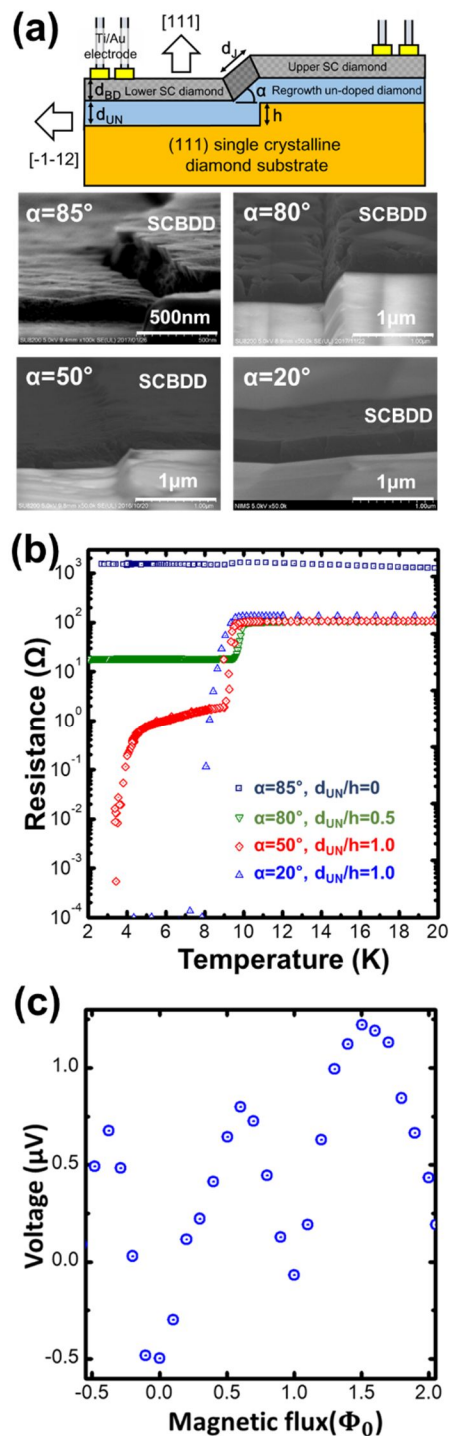 (a)
[111]
Ti/Au
electrode
dJ
Upper SC diamond
dBD Lower SC diamond α Regrowth un-doped diamond
dUN
h
[-1-12]
(111) single crystalline
diamond substrate
α=85°
SCBDD
500nm
α=80°
SCBDD
1μm
α=50°
SCBDD
1μm
α=20°
SCBDD
1μm
(b)
Resistance (Ω)
10³
10²
10¹
10⁰
10⁻¹
10⁻²
10⁻³
10⁻⁴
α=85°, dUN/h=0
α=80°, dUN/h=0.5
α=50°, dUN/h=1.0
α=20°, dUN/h=1.0
2 4 6 8 10 12 14 16 18 20
Temperature (K)
(c)
Voltage (μV)
1.0
0.5
0.0
-0.5
-0.5 0.0 0.5 1.0 1.5 2.0
Magnetic flux(Φ₀)